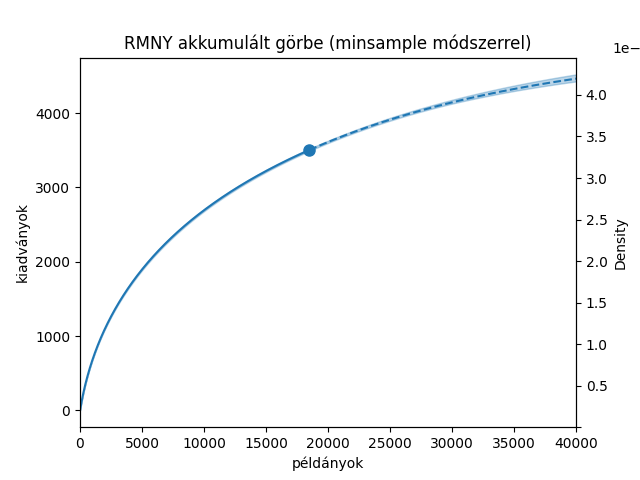 RMNY akkumulált görbe (minsample módszerrel)
1e−
4000
3000
2000
1000
0
kiadványok
4.0
3.5
3.0
2.5
2.0
1.5
1.0
0.5
Density
0 5000 10000 15000 20000 25000 30000 35000 40000
példányok